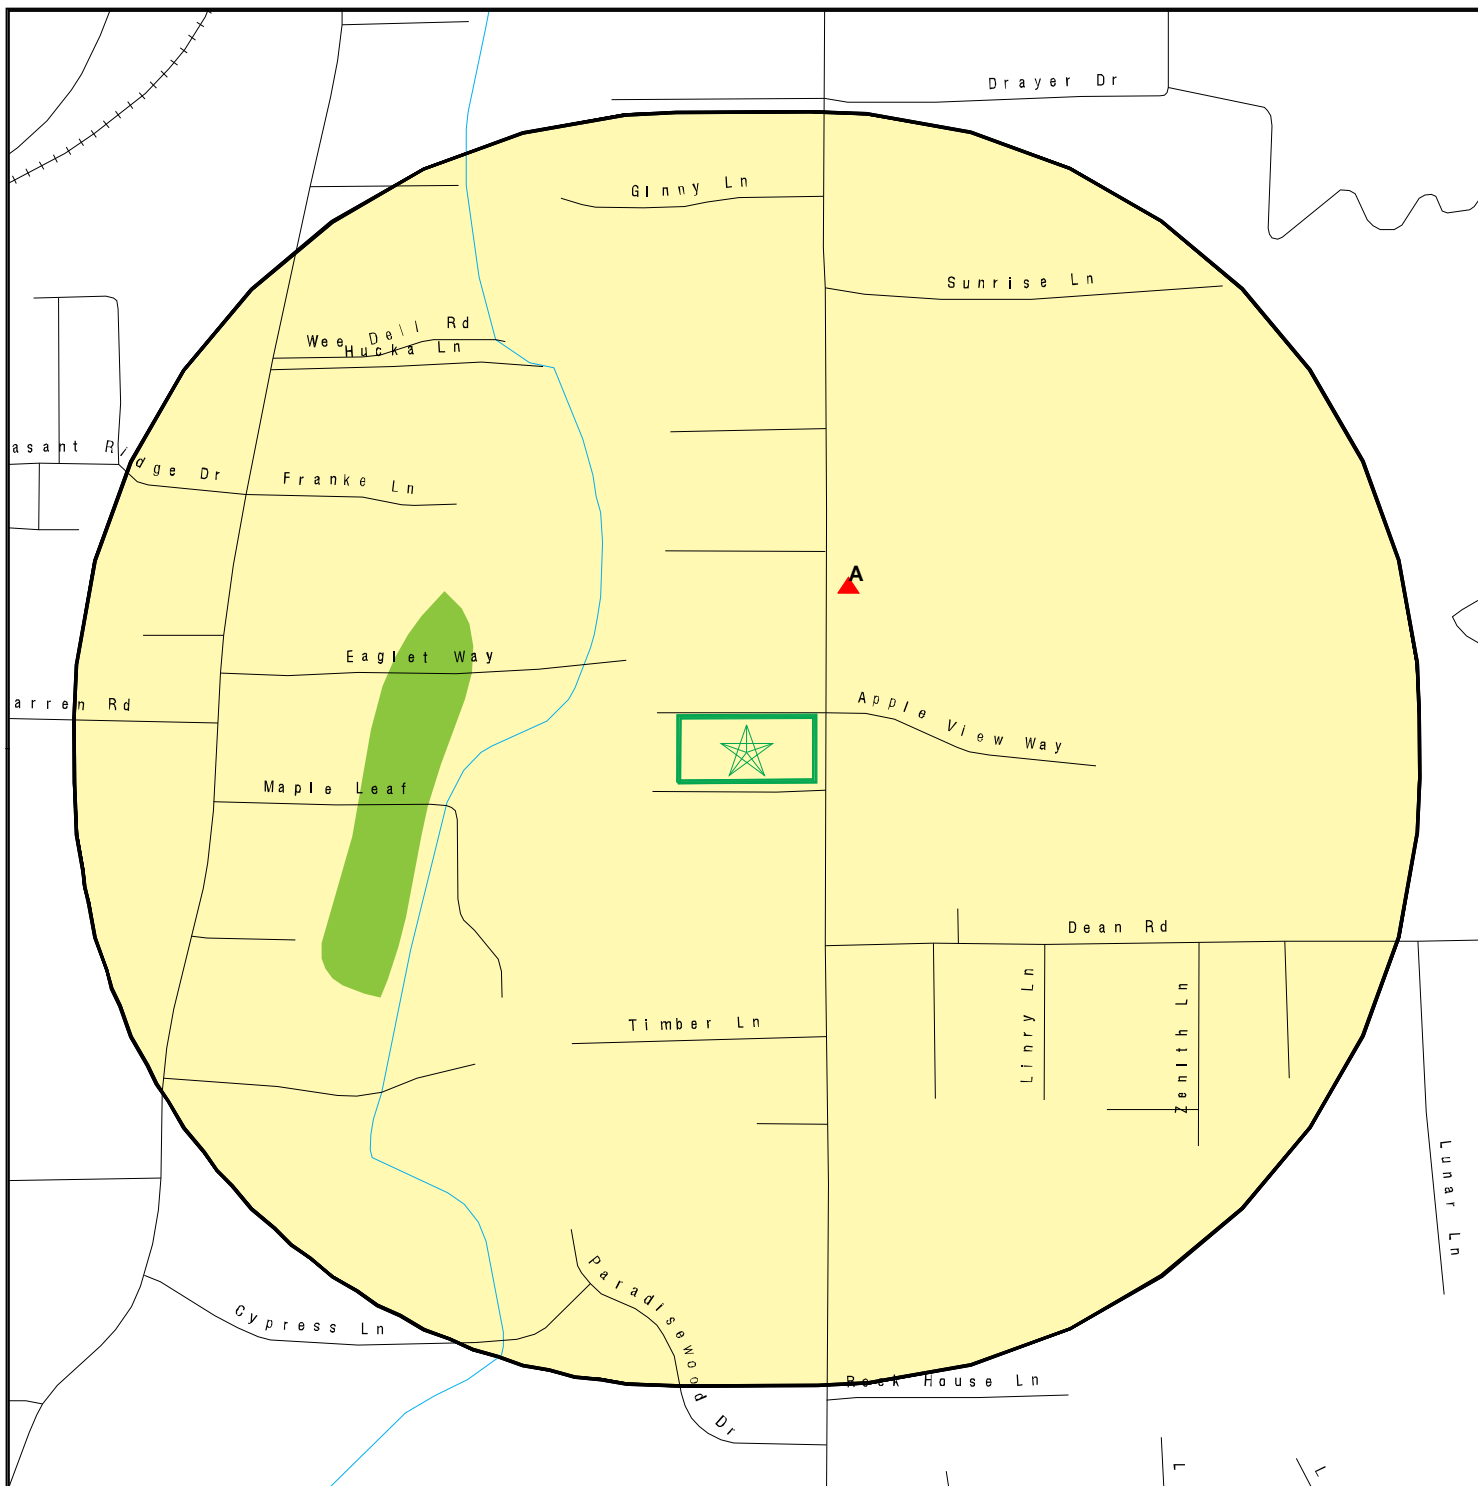 Drayer Dr
Ginny Ln
Sunrise Ln
Wee Dell Rd
Hucka Ln
asant Ridge Dr
Franke Ln
A
Eaglet Way
arren Rd
Apple View Way
Maple Leaf
Dean Rd
Linry Ln
Zenith Ln
Timber Ln
Lunar Ln
Paradisewood Dr
Cypress Ln
Rock House Ln
L
L